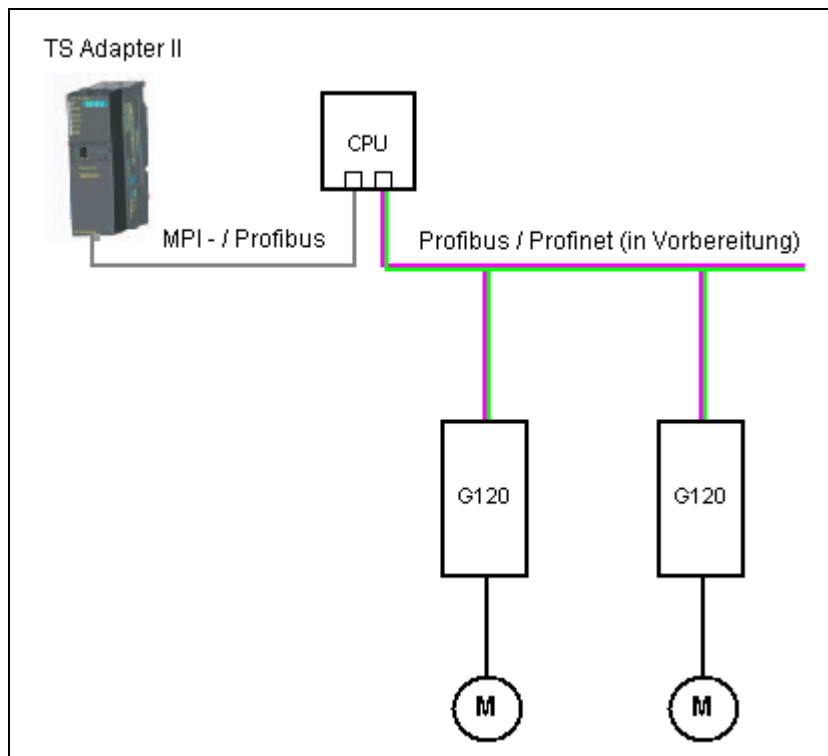 TS Adapter II
CPU
MPI - / Profibus
Profibus / Profinet (in Vorbereitung)
G120
G120
M
M